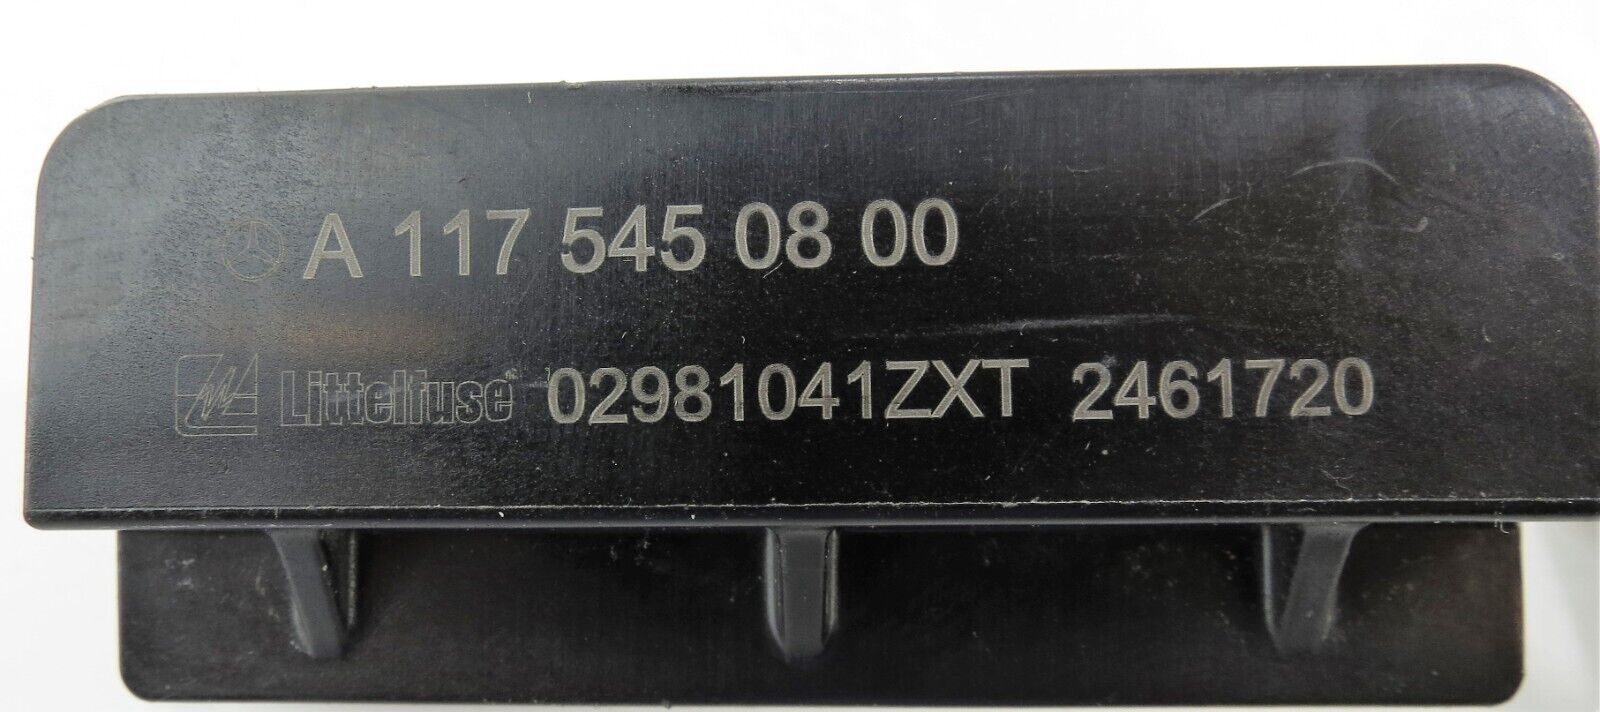 A 117 545 08 00
Littelfuse 02981041ZXT 2461720